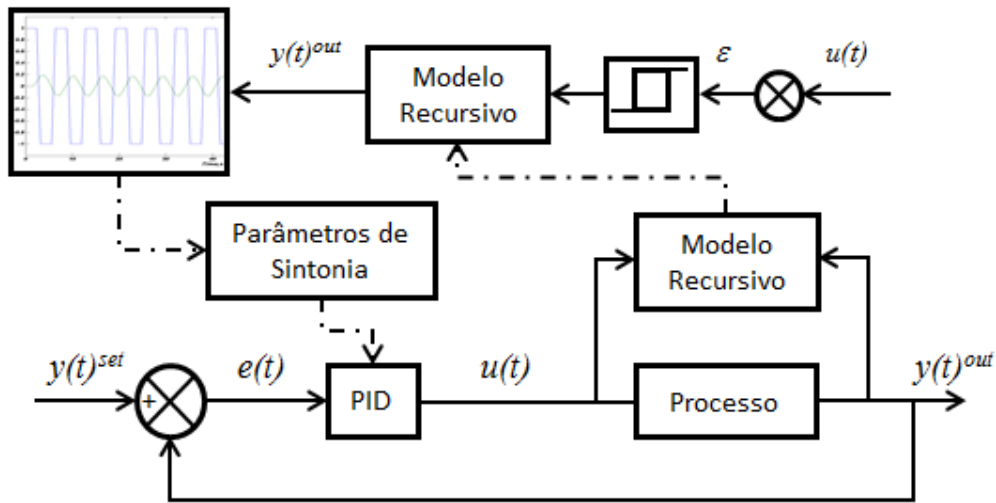 y(t)^out
Modelo
Recursivo
ε
u(t)
Parâmetros de
Sintonia
Modelo
Recursivo
y(t)^set
+
e(t)
PID
u(t)
Processo
y(t)^out